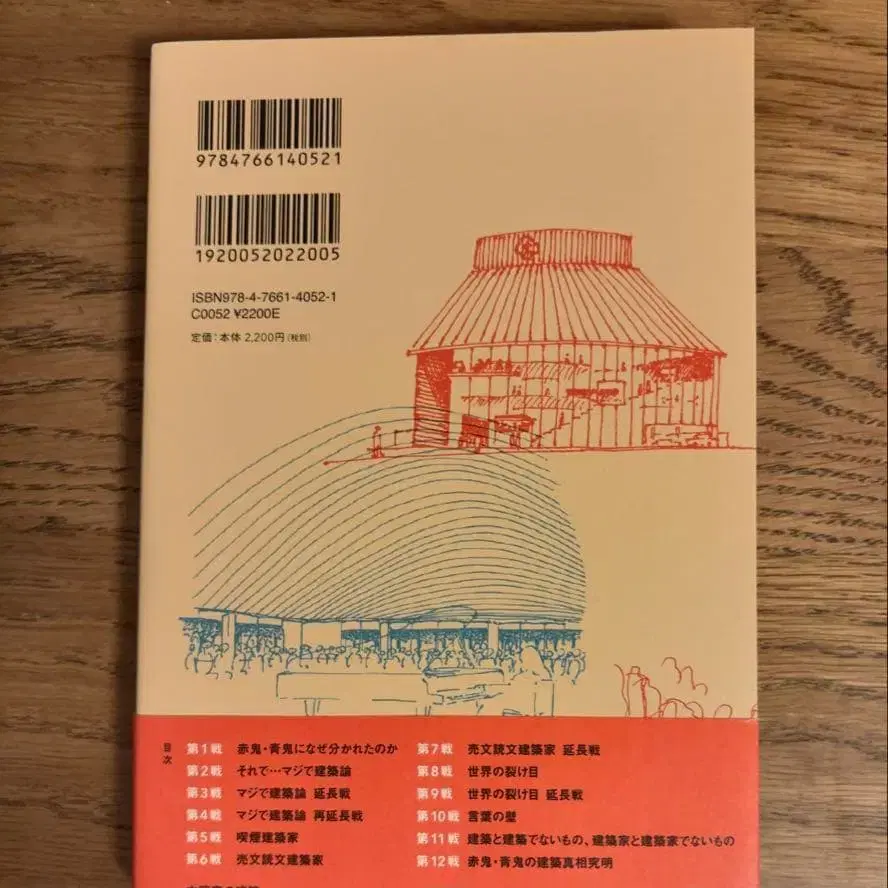 9784766140521
1920052022005
ISBN978-4-7661-4052-1
C0052 ¥2200E
定価：本体 2,200円（税別）
目次
第1戦 赤鬼・青鬼になぜ分かれたのか
第2戦 それで…マジで建築論
第3戦 マジで建築論 延長戦
第4戦 マジで建築論 再延長戦
第5戦 喫煙建築家
第6戦 売文読文建築家
第7戦 売文読文建築家 延長戦
第8戦 世界の裂け目
第9戦 世界の裂け目 延長戦
第10戦 言葉の壁
第11戦 建築と建築でないもの、建築家と建築家でないもの
第12戦 赤鬼・青鬼の建築真相究明